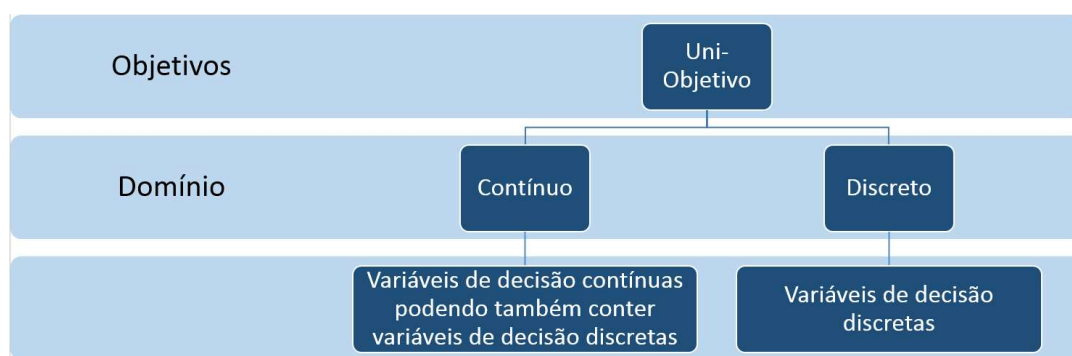 Objetivos
Uni-
Objetivo
Domínio
Contínuo
Discreto
Variáveis de decisão contínuas
podendo também conter
variáveis de decisão discretas
Variáveis de decisão
discretas